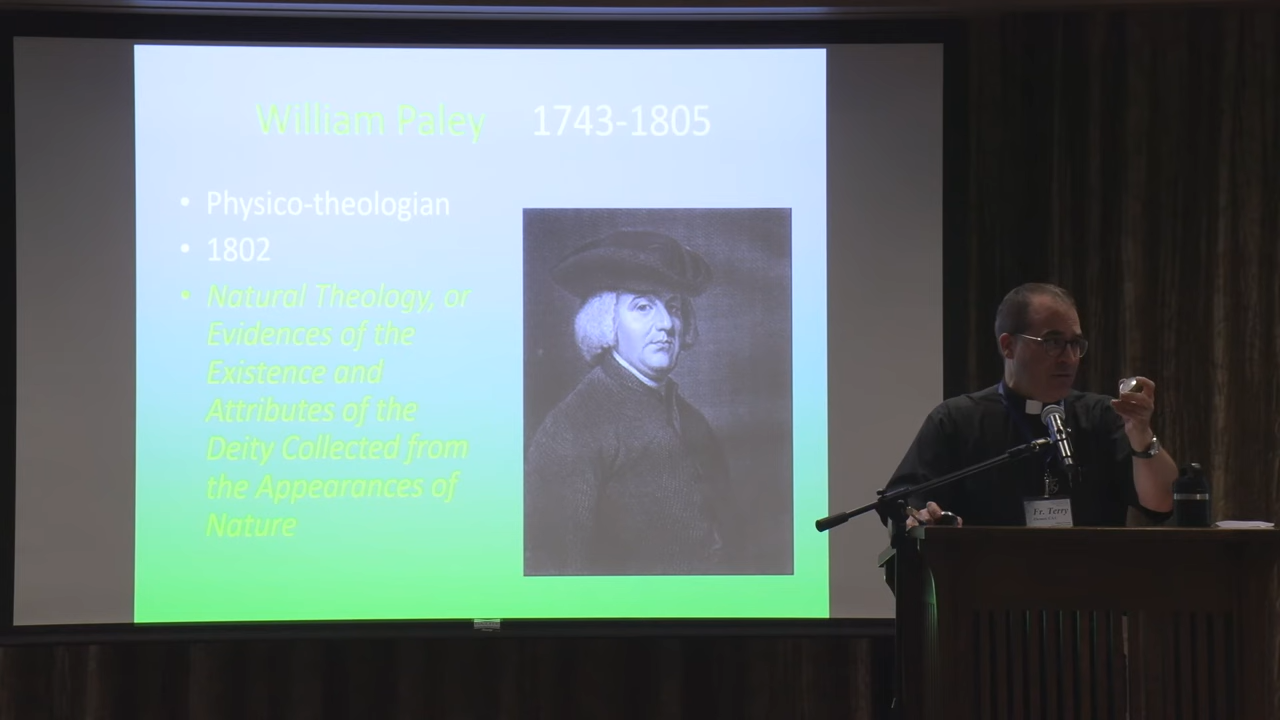 William Paley 1743-1805
• Physico-theologian
• 1802
• Natural Theology, or
Evidences of the
Existence and
Attributes of the
Deity Collected from
the Appearances of
Nature
Fr. Terry